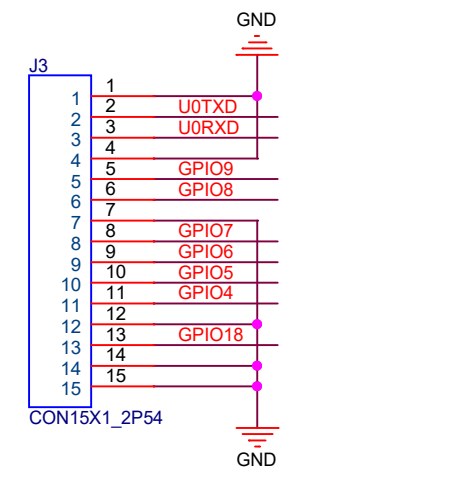 GND
J3
1 1
2 2 U0TXD
3 3 U0RXD
4 4
5 5 GPIO9
6 6 GPIO8
7 7
8 8 GPIO7
9 9 GPIO6
10 10 GPIO5
11 11 GPIO4
12 12
13 13 GPIO18
14 14
15 15
CON15X1_2P54
GND